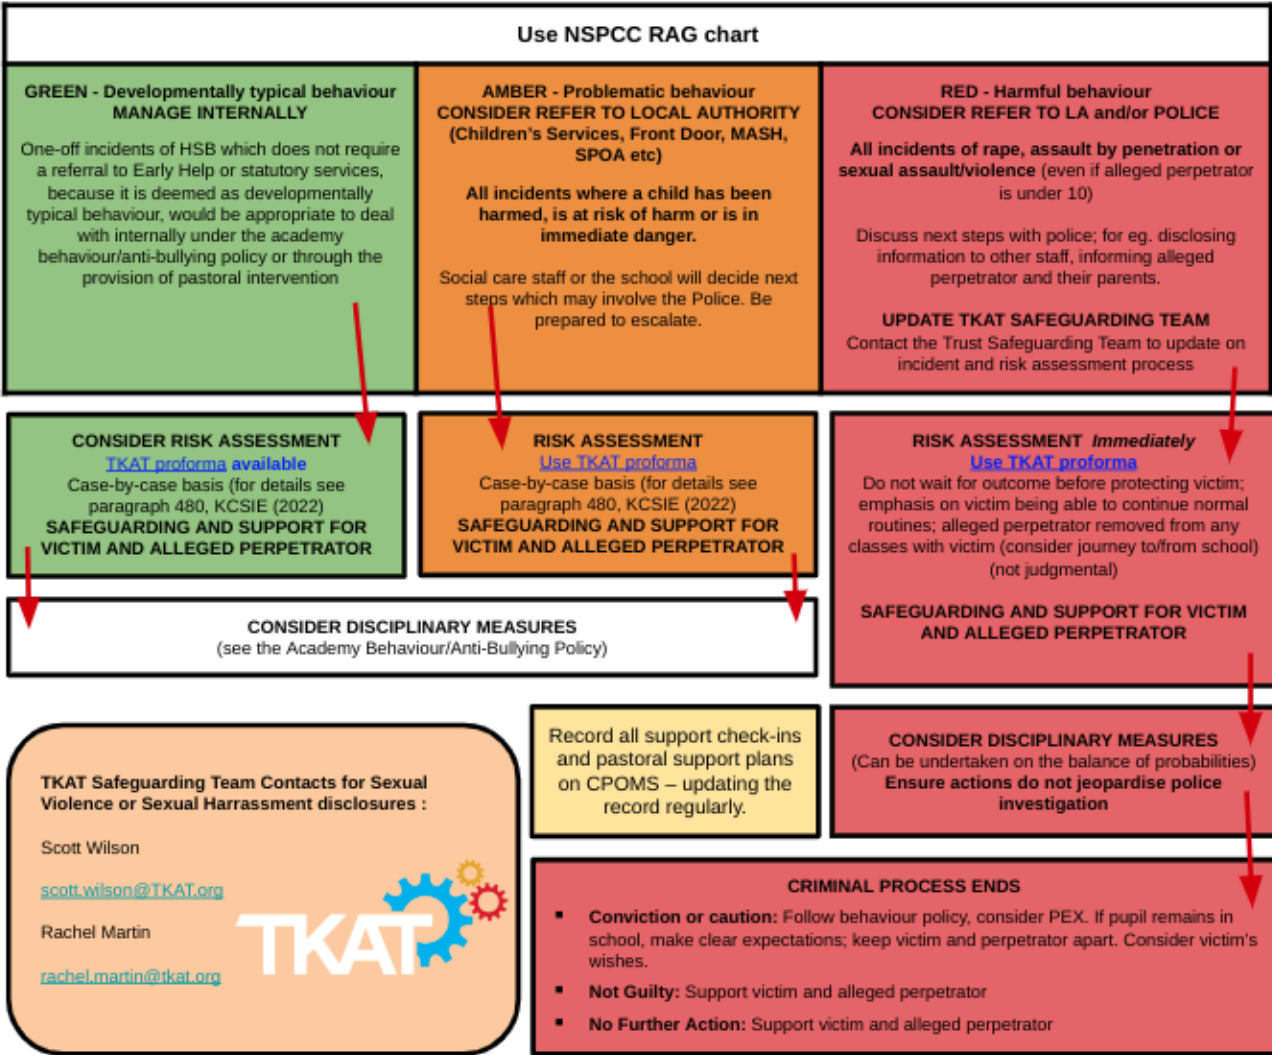 Use NSPCC RAG chart
GREEN - Developmentally typical behaviour
MANAGE INTERNALLY
One-off incidents of HSB which does not require
a referral to Early Help or statutory services,
because it is deemed as developmentally
typical behaviour, would be appropriate to deal
with internally under the academy
behaviour/anti-bullying policy or through the
provision of pastoral intervention
AMBER - Problematic behaviour
CONSIDER REFER TO LOCAL AUTHORITY
(Children's Services, Front Door, MASH,
SPOA etc)
All incidents where a child has been
harmed, is at risk of harm or is in
immediate danger.
Social care staff or the school will decide next
steps which may involve the Police. Be
prepared to escalate.
RED - Harmful behaviour
CONSIDER REFER TO LA and/or POLICE
All incidents of rape, assault by penetration or
sexual assault/violence (even if alleged perpetrator
is under 10)
Discuss next steps with police; for eg. disclosing
information to other staff, informing alleged
perpetrator and their parents.
UPDATE TKAT SAFEGUARDING TEAM
Contact the Trust Safeguarding Team to update on
incident and risk assessment process
CONSIDER RISK ASSESSMENT
TKAT proforma available
Case-by-case basis (for details see
paragraph 480, KCSIE (2022)
SAFEGUARDING AND SUPPORT FOR
VICTIM AND ALLEGED PERPETRATOR
RISK ASSESSMENT
Use TKAT proforma
Case-by-case basis (for details see
paragraph 480, KCSIE (2022)
SAFEGUARDING AND SUPPORT FOR
VICTIM AND ALLEGED PERPETRATOR
RISK ASSESSMENT Immediately
Use TKAT proforma
Do not wait for outcome before protecting victim;
emphasis on victim being able to continue normal
routines; alleged perpetrator removed from any
classes with victim (consider journey to/from school)
(not judgmental)
SAFEGUARDING AND SUPPORT FOR VICTIM
AND ALLEGED PERPETRATOR
CONSIDER DISCIPLINARY MEASURES
(see the Academy Behaviour/Anti-Bullying Policy)
Record all support check-ins
and pastoral support plans
on CPOMS – updating the
record regularly.
CONSIDER DISCIPLINARY MEASURES
(Can be undertaken on the balance of probabilities)
Ensure actions do not jeopardise police
investigation
TKAT Safeguarding Team Contacts for Sexual
Violence or Sexual Harrassment disclosures :
Scott Wilson
scott.wilson@TKAT.org
Rachel Martin
rachel.martin@tkat.org
TKAT
CRIMINAL PROCESS ENDS
▪ Conviction or caution: Follow behaviour policy, consider PEX. If pupil remains in
school, make clear expectations; keep victim and perpetrator apart. Consider victim's
wishes.
▪ Not Guilty: Support victim and alleged perpetrator
▪ No Further Action: Support victim and alleged perpetrator